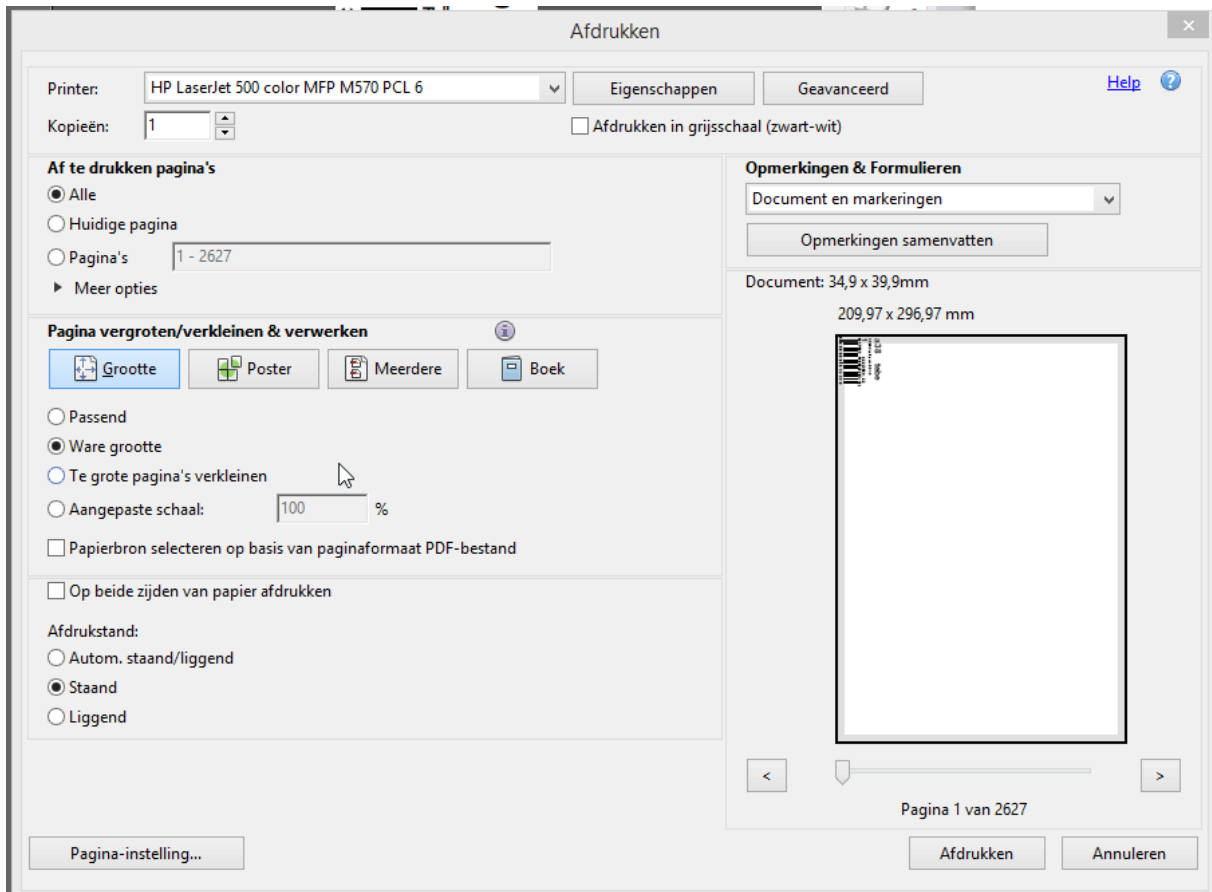 Afdrukken
Printer: HP LaserJet 500 color MFP M570 PCL 6 Eigenschappen Geavanceerd Help
Kopieën: 1 Afdrukken in grijsschaal (zwart-wit)
Af te drukken pagina's
Alle
Huidige pagina
Pagina's 1 - 2627
Meer opties
Pagina vergroten/verkleinen & verwerken
Grootte Poster Meerdere Boek
Passend
Ware grootte
Te grote pagina's verkleinen
Aangepaste schaal: 100 %
Papierbron selecteren op basis van paginaformaat PDF-bestand
Op beide zijden van papier afdrukken
Afdrukstand:
Autom. staand/liggend
Staand
Liggend
Opmerkingen & Formulieren
Document en markeringen
Opmerkingen samenvatten
Document: 34,9 x 39,9mm
209,97 x 296,97 mm
< >
Pagina 1 van 2627
Pagina-instelling... Afdrukken Annuleren